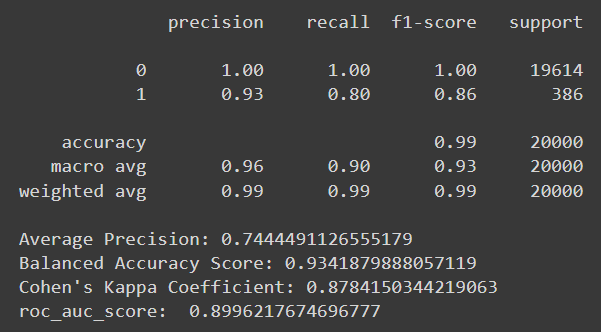 precision recall f1-score support
0 1.00 1.00 1.00 19614
1 0.93 0.80 0.86 386
accuracy 0.99 20000
macro avg 0.96 0.90 0.93 20000
weighted avg 0.99 0.99 0.99 20000
Average Precision: 0.7444491126555179
Balanced Accuracy Score: 0.9341879888057119
Cohen's Kappa Coefficient: 0.8784150344219063
roc_auc_score: 0.8996217674696777